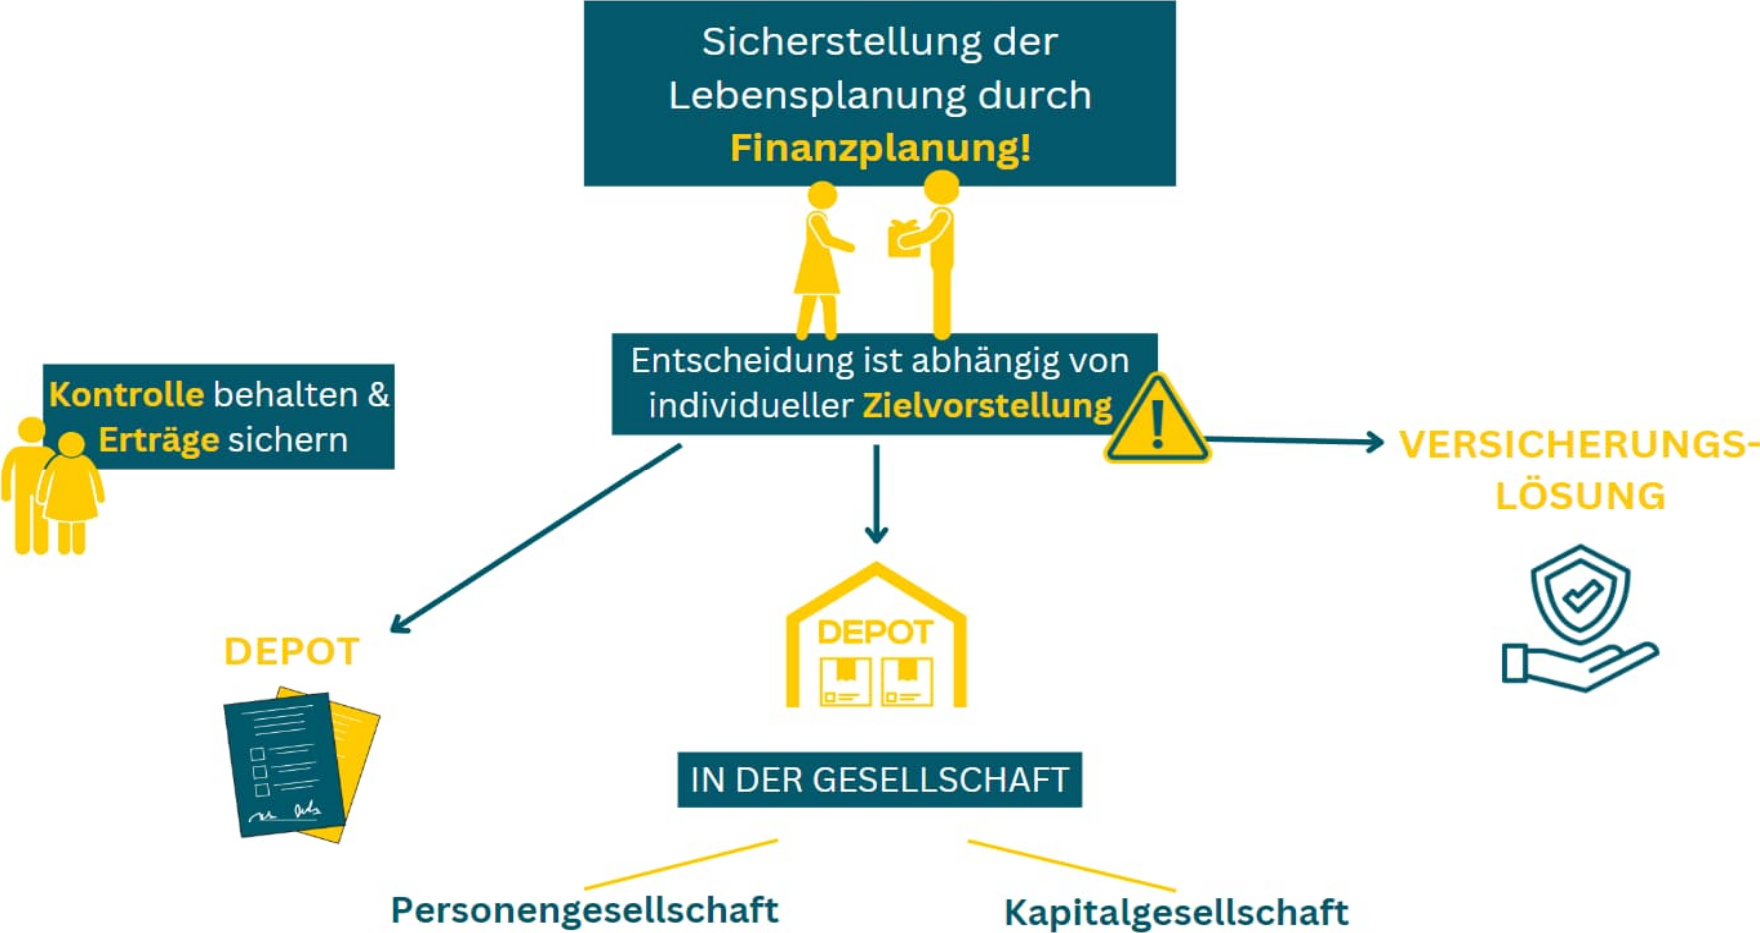 Sicherstellung der
Lebensplanung durch
Finanzplanung!
Entscheidung ist abhängig von
individueller Zielvorstellung
Kontrolle behalten &
Erträge sichern
VERSICHERUNGS-
LÖSUNG
DEPOT
DEPOT
IN DER GESELLSCHAFT
Personengesellschaft
Kapitalgesellschaft